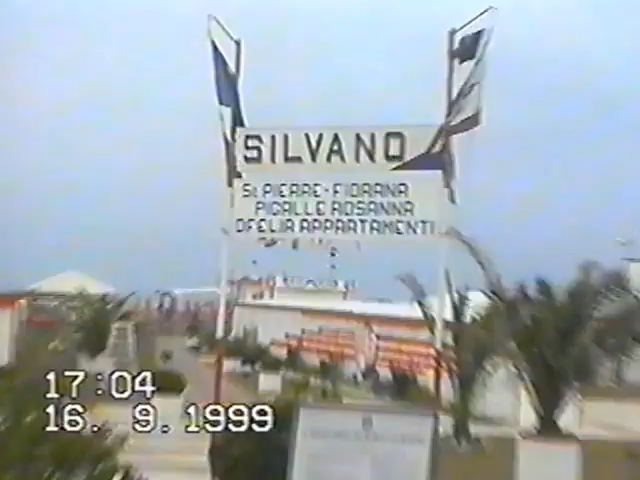 SILVANO
St PIERRE - FIORANA
PIGALLE ROSANNA
OFELIA APPARTAMENTI
17:04
16. 9. 1999